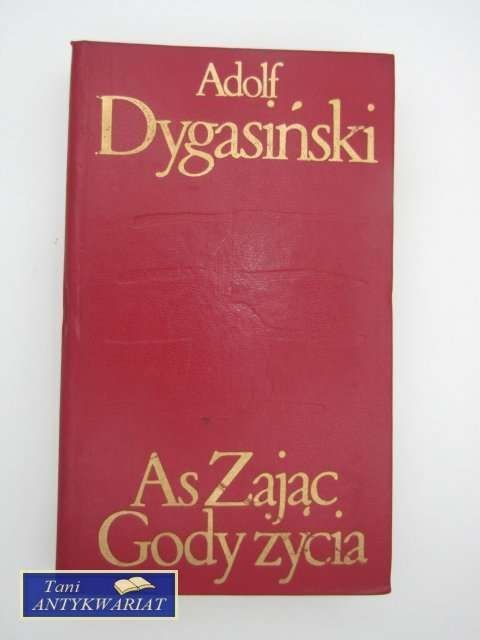 Adolf
Dygasiński
As Zając
Gody życia
Tani
ANTYKWARIAT